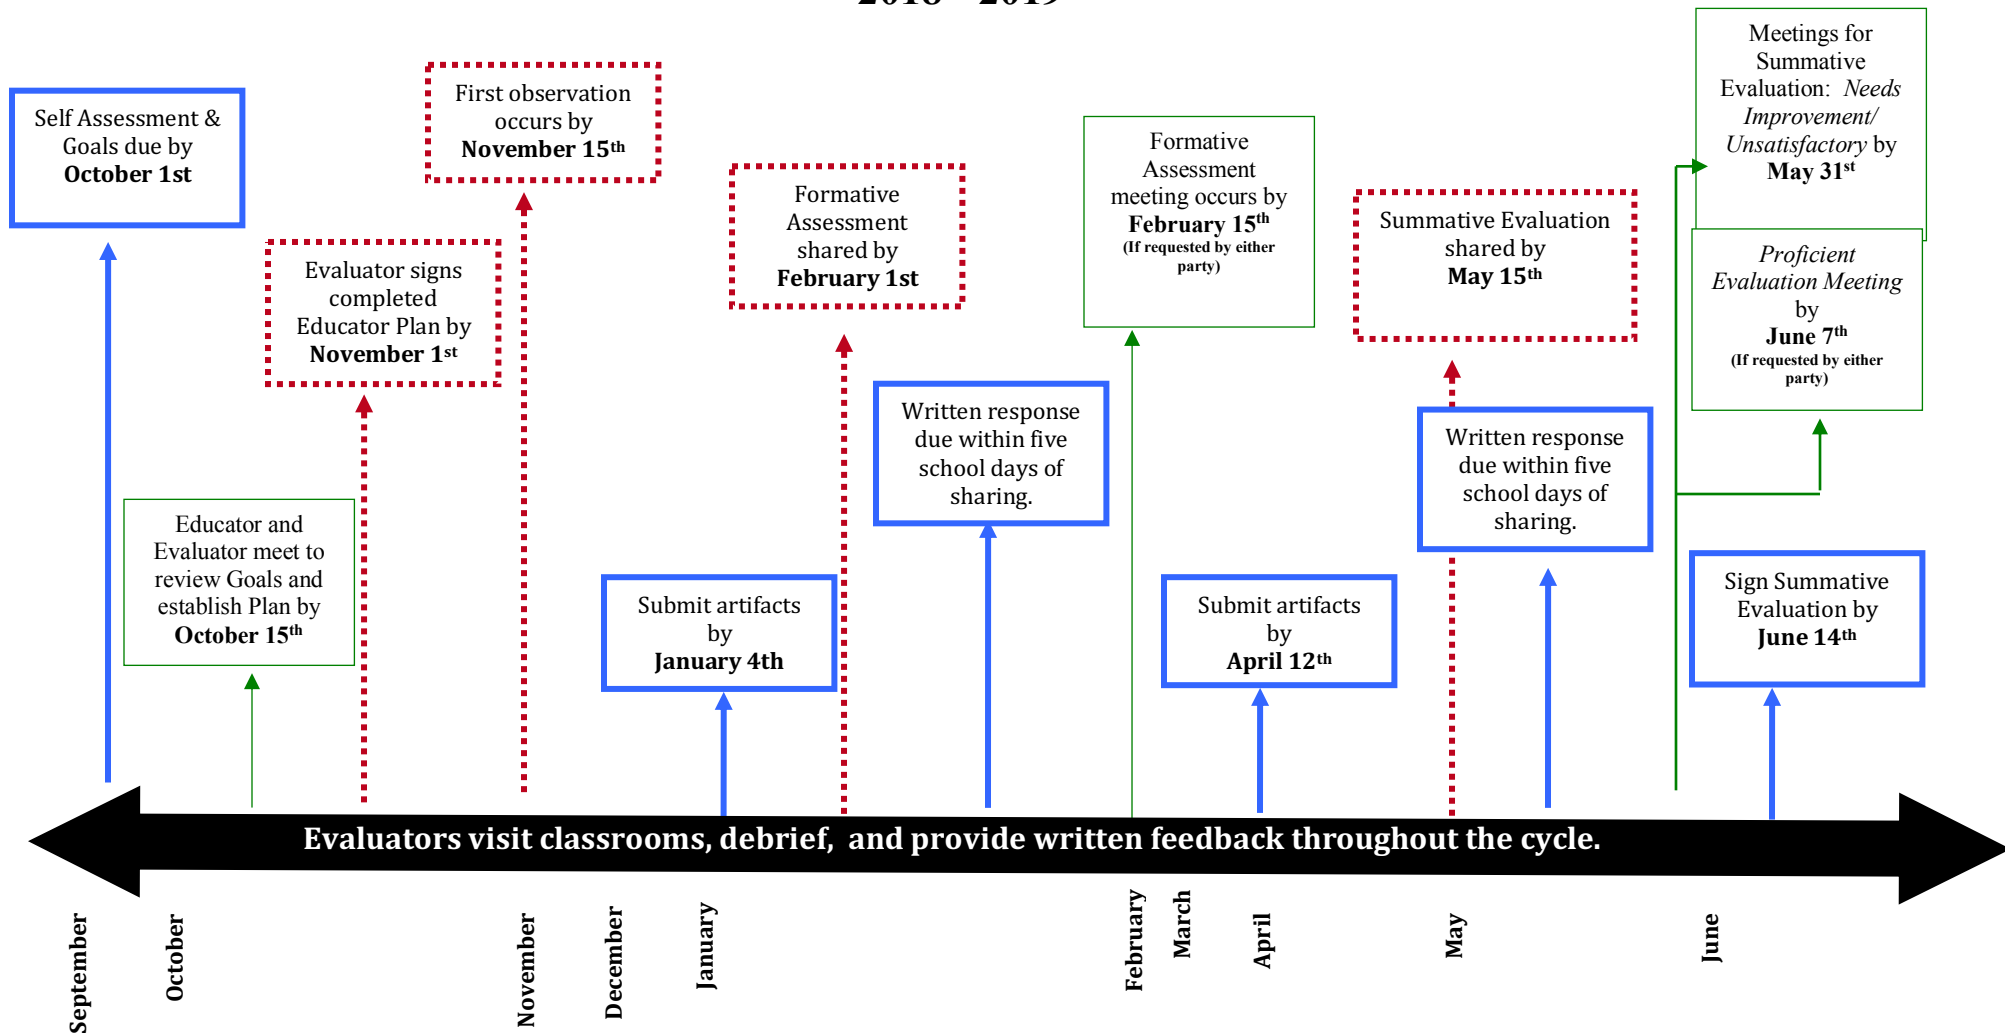 2018 - 2019
Self Assessment &
Goals due by
October 1st
Educator and
Evaluator meet to
review Goals and
establish Plan by
October 15th
Evaluator signs
completed
Educator Plan by
November 1st
First observation
occurs by
November 15th
Submit artifacts
by
January 4th
Formative
Assessment
shared by
February 1st
Written response
due within five
school days of
sharing.
Formative
Assessment
meeting occurs by
February 15th
(If requested by either
party)
Submit artifacts
by
April 12th
Summative Evaluation
shared by
May 15th
Written response
due within five
school days of
sharing.
Meetings for
Summative
Evaluation: Needs
Improvement/
Unsatisfactory by
May 31st
Proficient
Evaluation Meeting
by
June 7th
(If requested by either
party)
Sign Summative
Evaluation by
June 14th
Evaluators visit classrooms, debrief, and provide written feedback throughout the cycle.
September
October
November
December
January
February
March
April
May
June